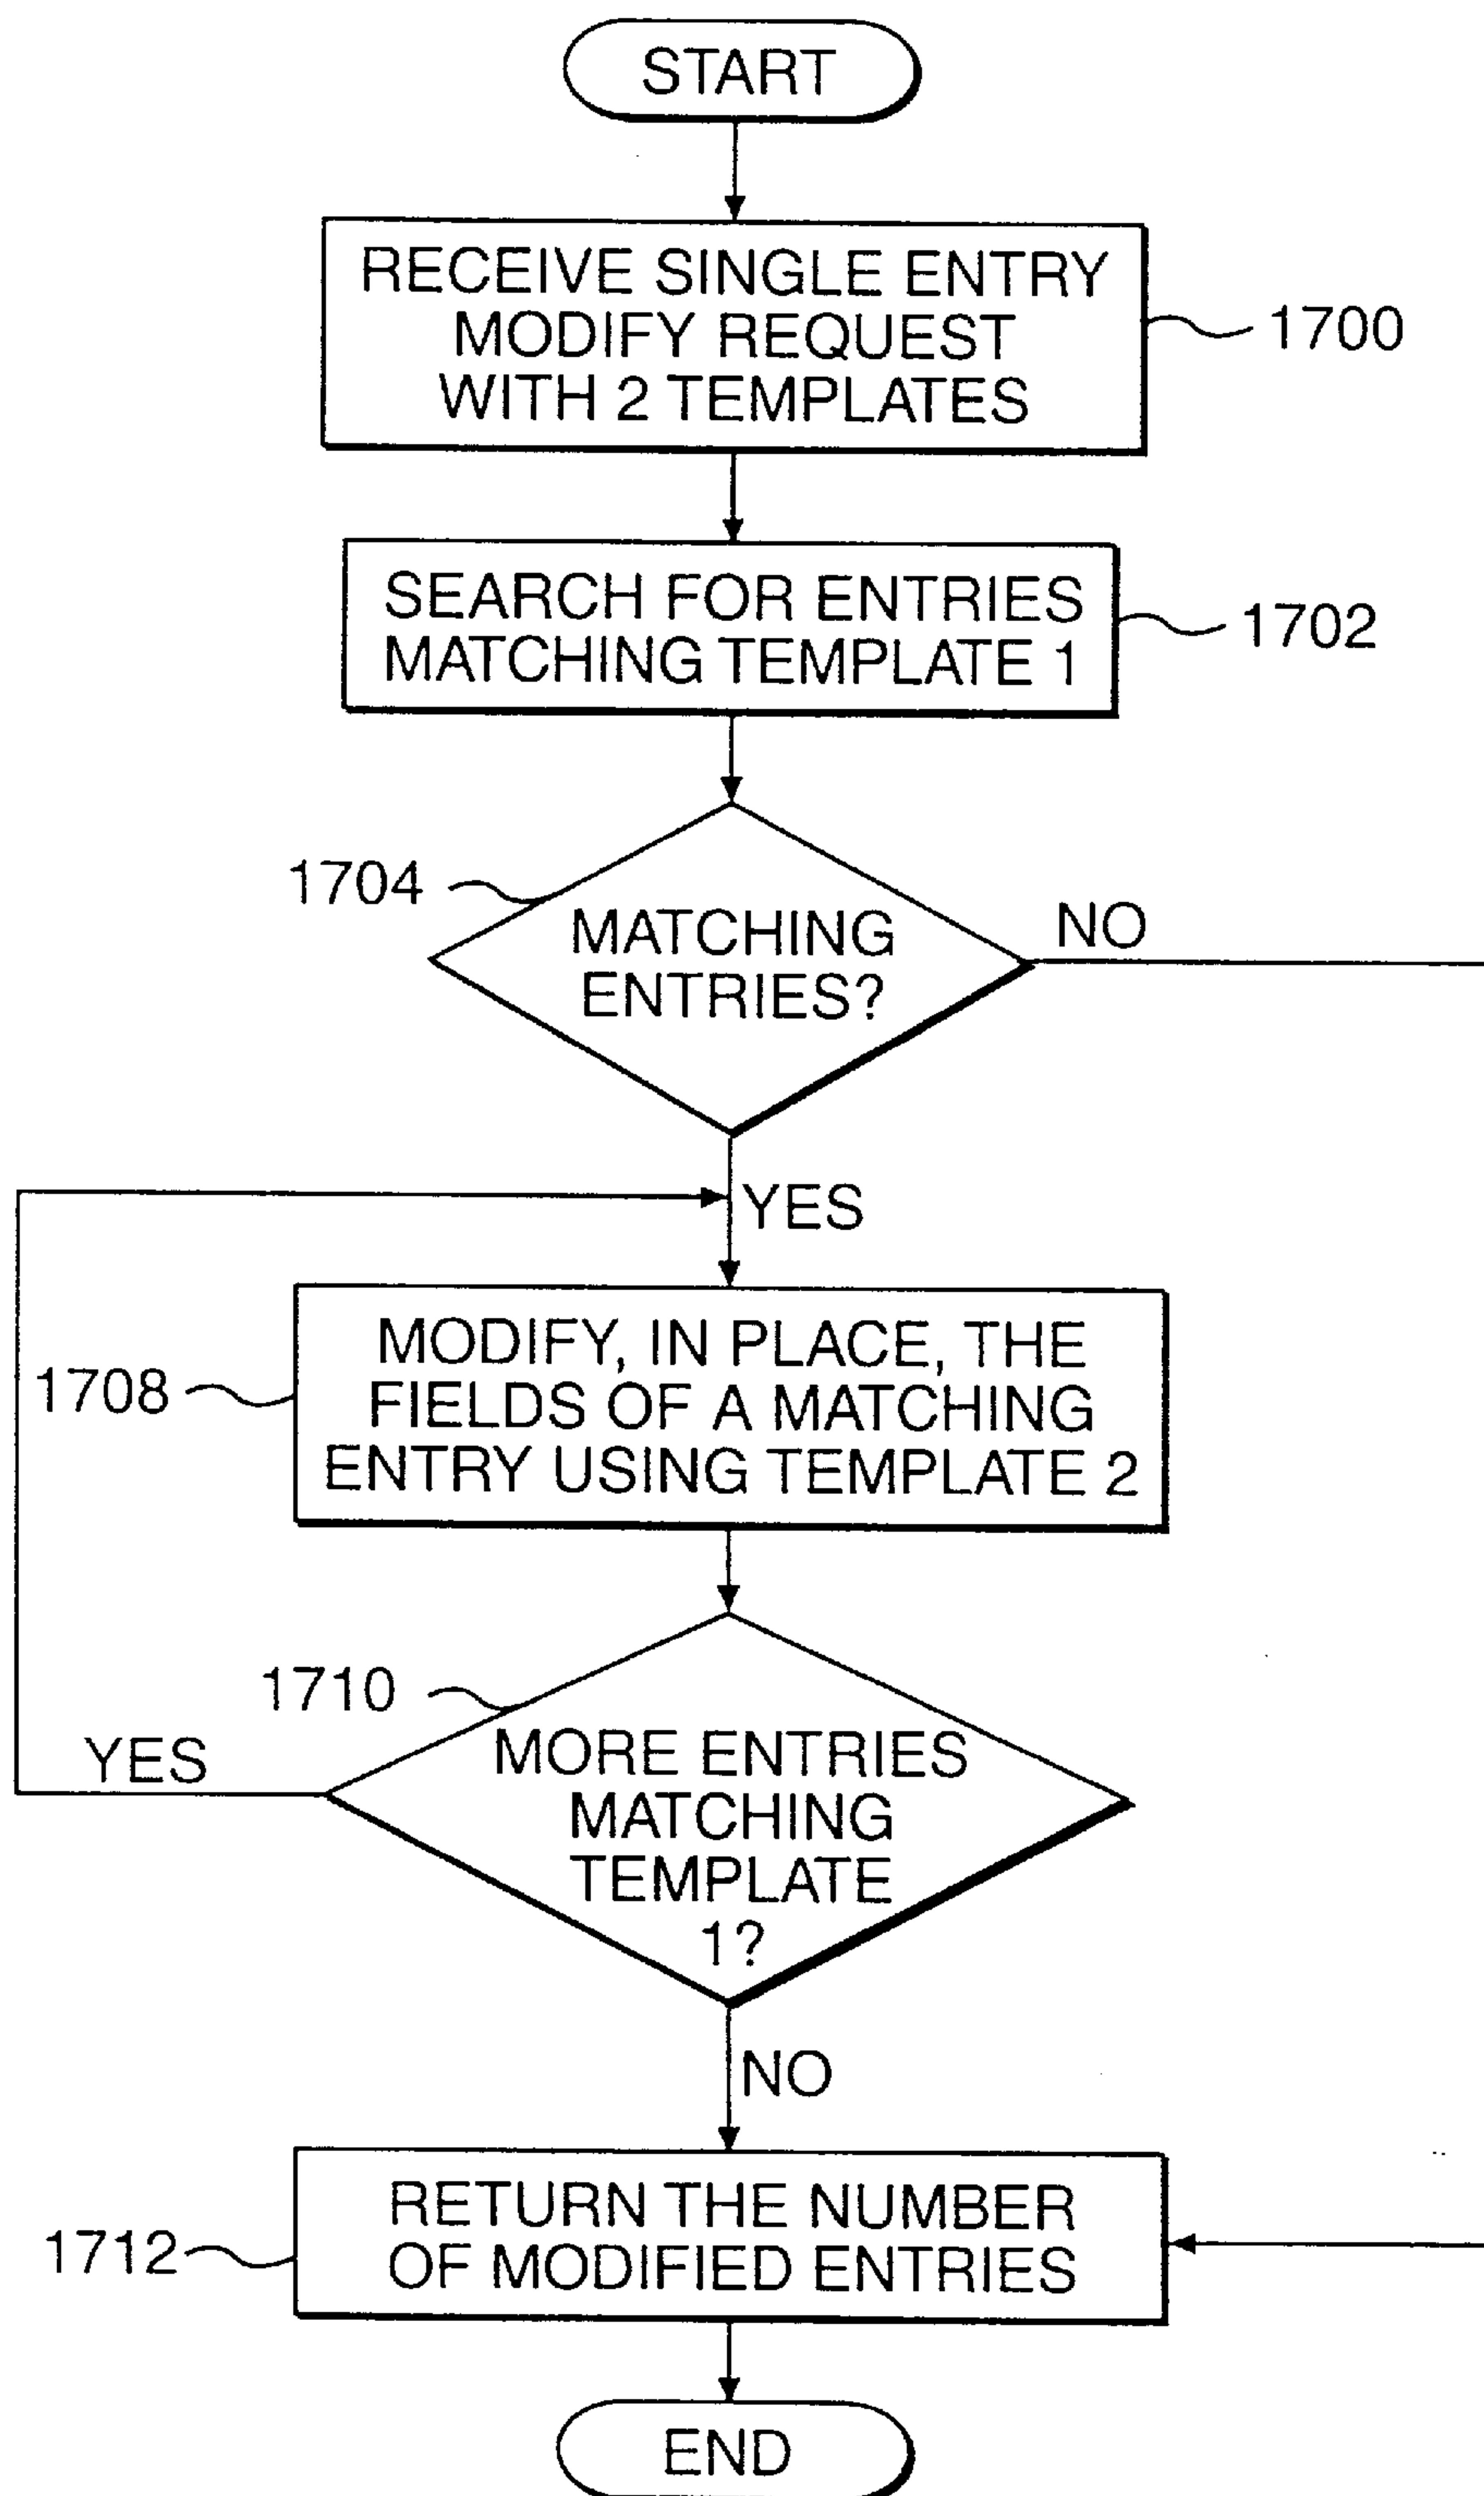 START
RECEIVE SINGLE ENTRY
MODIFY REQUEST
WITH 2 TEMPLATES
1700
SEARCH FOR ENTRIES
MATCHING TEMPLATE 1
1702
1704
MATCHING
ENTRIES?
NO
YES
MODIFY, IN PLACE, THE
FIELDS OF A MATCHING
ENTRY USING TEMPLATE 2
1708
1710
MORE ENTRIES
MATCHING
TEMPLATE
1?
YES
NO
RETURN THE NUMBER
OF MODIFIED ENTRIES
1712
END